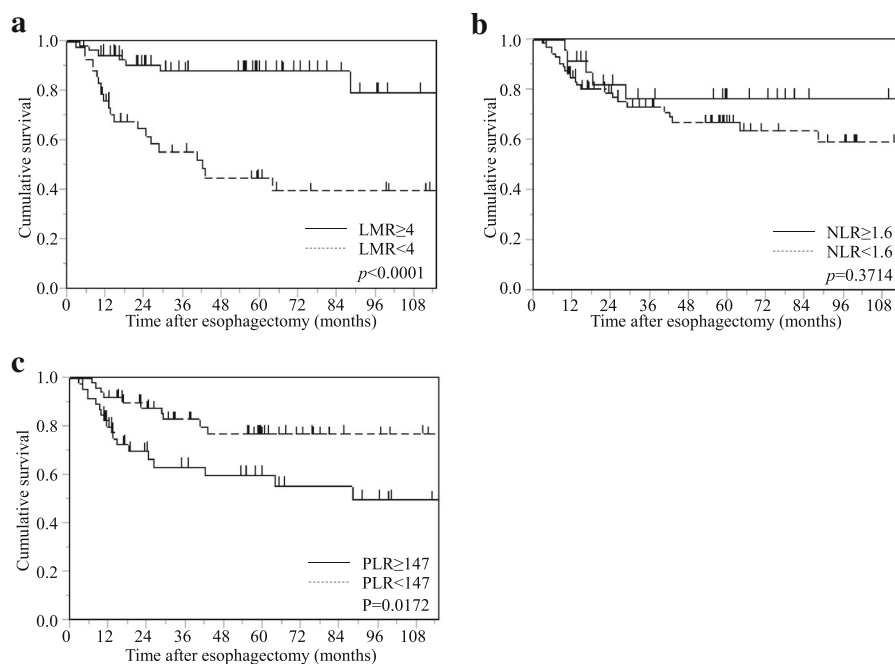 a
Cumulative survival
1.0
0.8
0.6
0.4
0.2
0.0
LMR≥4
LMR<4
p<0.0001
0 12 24 36 48 60 72 84 96 108
Time after esophagectomy (months)
b
Cumulative survival
1.0
0.8
0.6
0.4
0.2
0.0
NLR≥1.6
NLR<1.6
p=0.3714
0 12 24 36 48 60 72 84 96 108
Time after esophagectomy (months)
c
Cumulative survival
1.0
0.8
0.6
0.4
0.2
0.0
PLR≥147
PLR<147
P=0.0172
0 12 24 36 48 60 72 84 96 108
Time after esophagectomy (months)